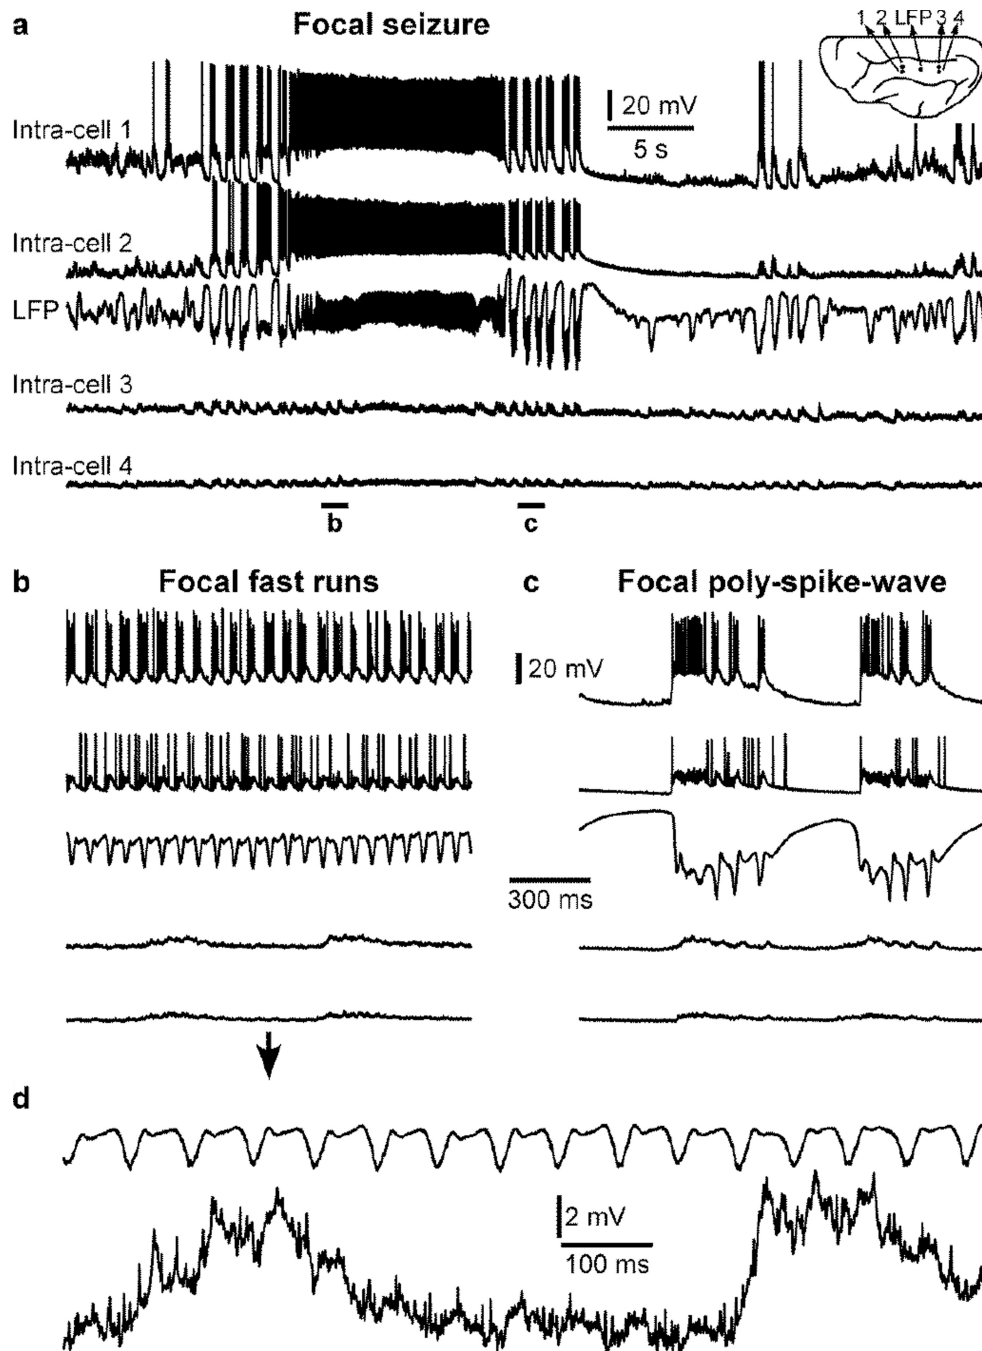 a Focal seizure
1 2 LFP 3 4
Intra-cell 1
20 mV
5 s
Intra-cell 2
LFP
Intra-cell 3
Intra-cell 4
b c
b Focal fast runs
c Focal poly-spike-wave
20 mV
300 ms
d
2 mV
100 ms